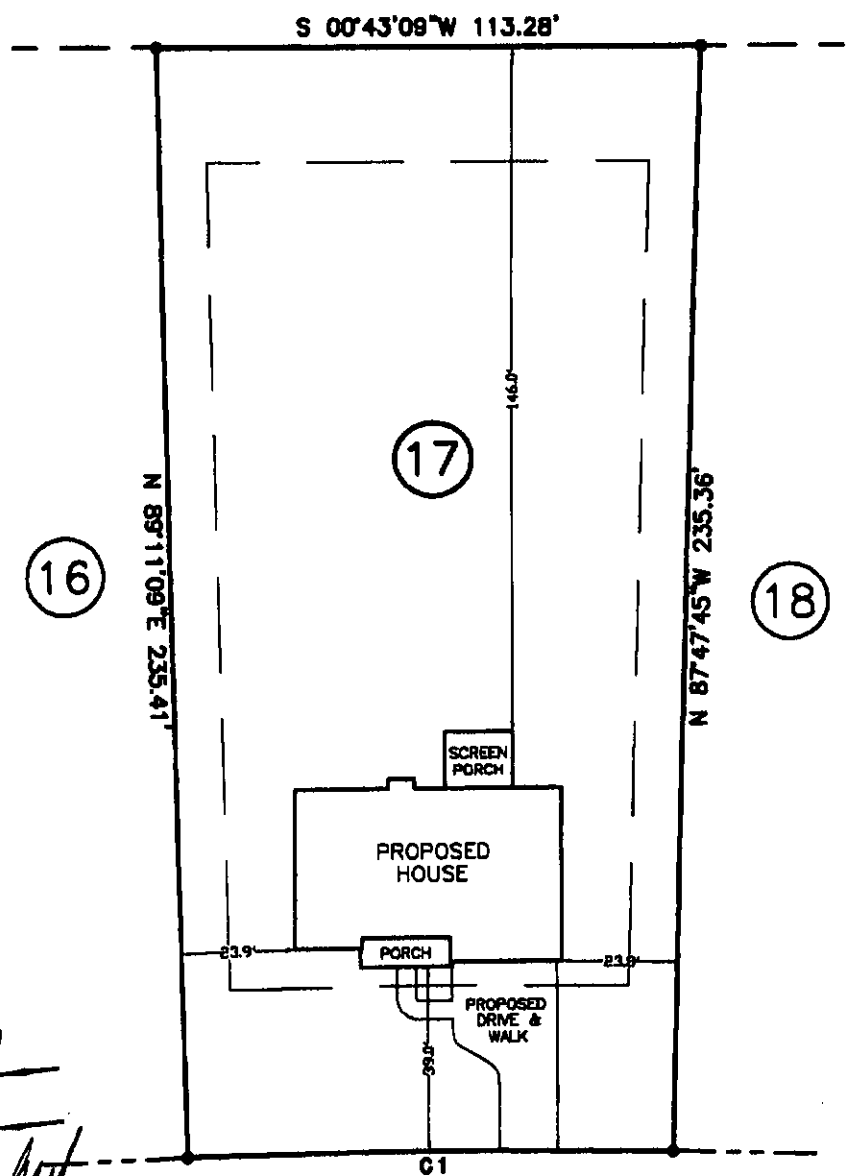 S 00°43'09"W 113.28'
146.0'
17
N 89°11'09"E 235.41'
N 87°47'45"W 235.36'
16
18
SCREEN
PORCH
PROPOSED
HOUSE
23.9'
PORCH
23.9'
PROPOSED
DRIVE &
WALK
39.0'
C1